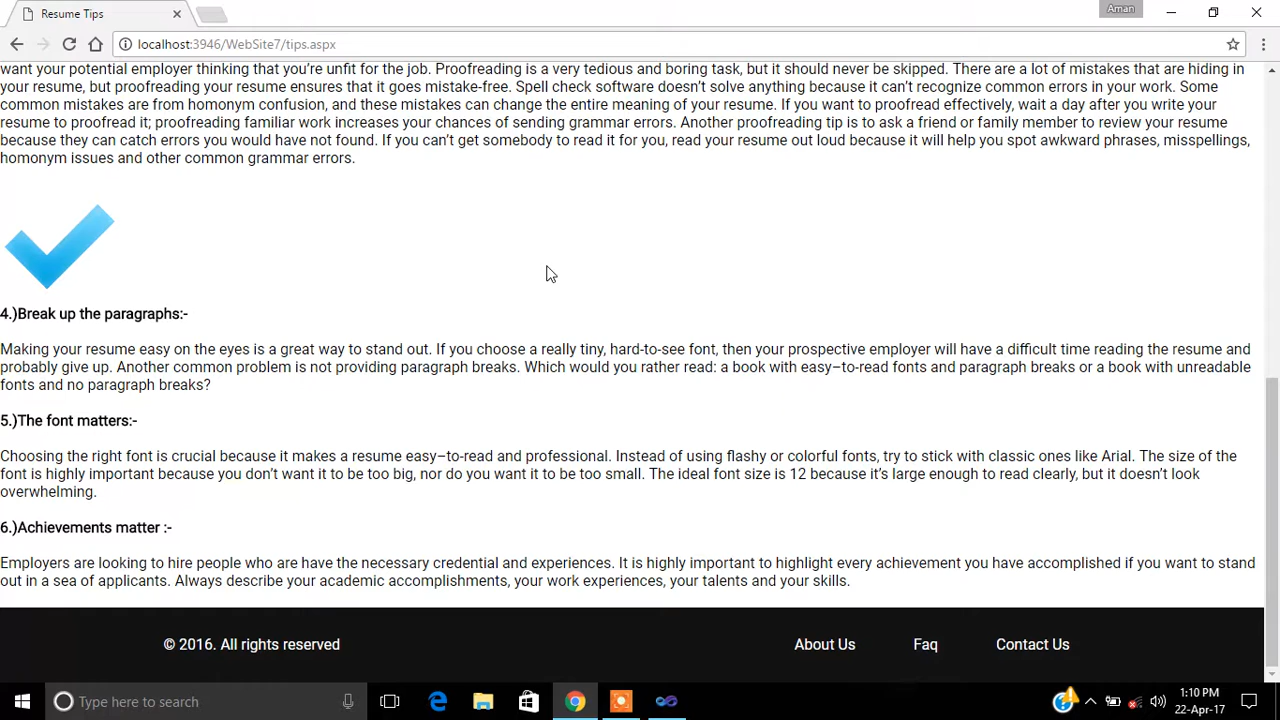 Resume Tips
Aman
localhost:3946/WebSite7/tips.aspx
want your potential employer thinking that you're unfit for the job. Proofreading is a very tedious and boring task, but it should never be skipped. There are a lot of mistakes that are hiding in
your resume, but proofreading your resume ensures that it goes mistake-free. Spell check software doesn't solve anything because it can't recognize common errors in your work. Some
common mistakes are from homonym confusion, and these mistakes can change the entire meaning of your resume. If you want to proofread effectively, wait a day after you write your
resume to proofread it; proofreading familiar work increases your chances of sending grammar errors. Another proofreading tip is to ask a friend or family member to review your resume
because they can catch errors you would have not found. If you can't get somebody to read it for you, read your resume out loud because it will help you spot awkward phrases, misspellings,
homonym issues and other common grammar errors.
4.)Break up the paragraphs:-
Making your resume easy on the eyes is a great way to stand out. If you choose a really tiny, hard-to-see font, then your prospective employer will have a difficult time reading the resume and
probably give up. Another common problem is not providing paragraph breaks. Which would you rather read: a book with easy–to-read fonts and paragraph breaks or a book with unreadable
fonts and no paragraph breaks?
5.)The font matters:-
Choosing the right font is crucial because it makes a resume easy–to-read and professional. Instead of using flashy or colorful fonts, try to stick with classic ones like Arial. The size of the
font is highly important because you don't want it to be too big, nor do you want it to be too small. The ideal font size is 12 because it's large enough to read clearly, but it doesn't look
overwhelming.
6.)Achievements matter :-
Employers are looking to hire people who are have the necessary credential and experiences. It is highly important to highlight every achievement you have accomplished if you want to stand
out in a sea of applicants. Always describe your academic accomplishments, your work experiences, your talents and your skills.
© 2016. All rights reserved
About Us
Faq
Contact Us
Type here to search
1:10 PM
22-Apr-17